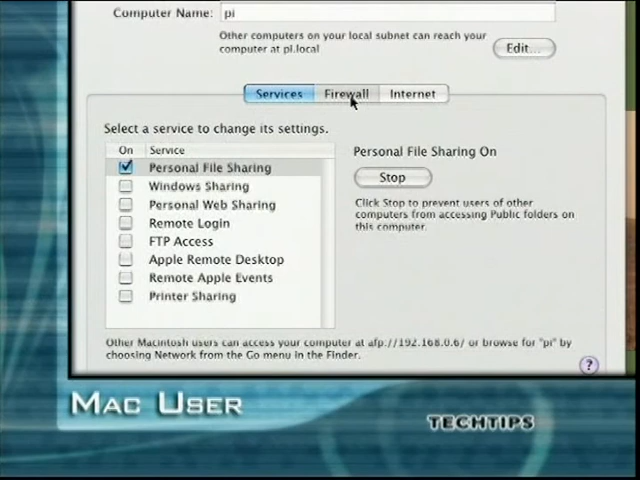 Computer Name: pi
Other computers on your local subnet can reach your
computer at pi.local
Edit...
Services Firewall Internet
Select a service to change its settings.
On Service
Personal File Sharing
Windows Sharing
Personal Web Sharing
Remote Login
FTP Access
Apple Remote Desktop
Remote Apple Events
Printer Sharing
Personal File Sharing On
Stop
Click Stop to prevent users of other
computers from accessing Public folders on
this computer.
Other Macintosh users can access your computer at afp://192.168.0.6/ or browse for "pi" by
choosing Network from the Go menu in the Finder.
?
MAC USER
TECHTIPS